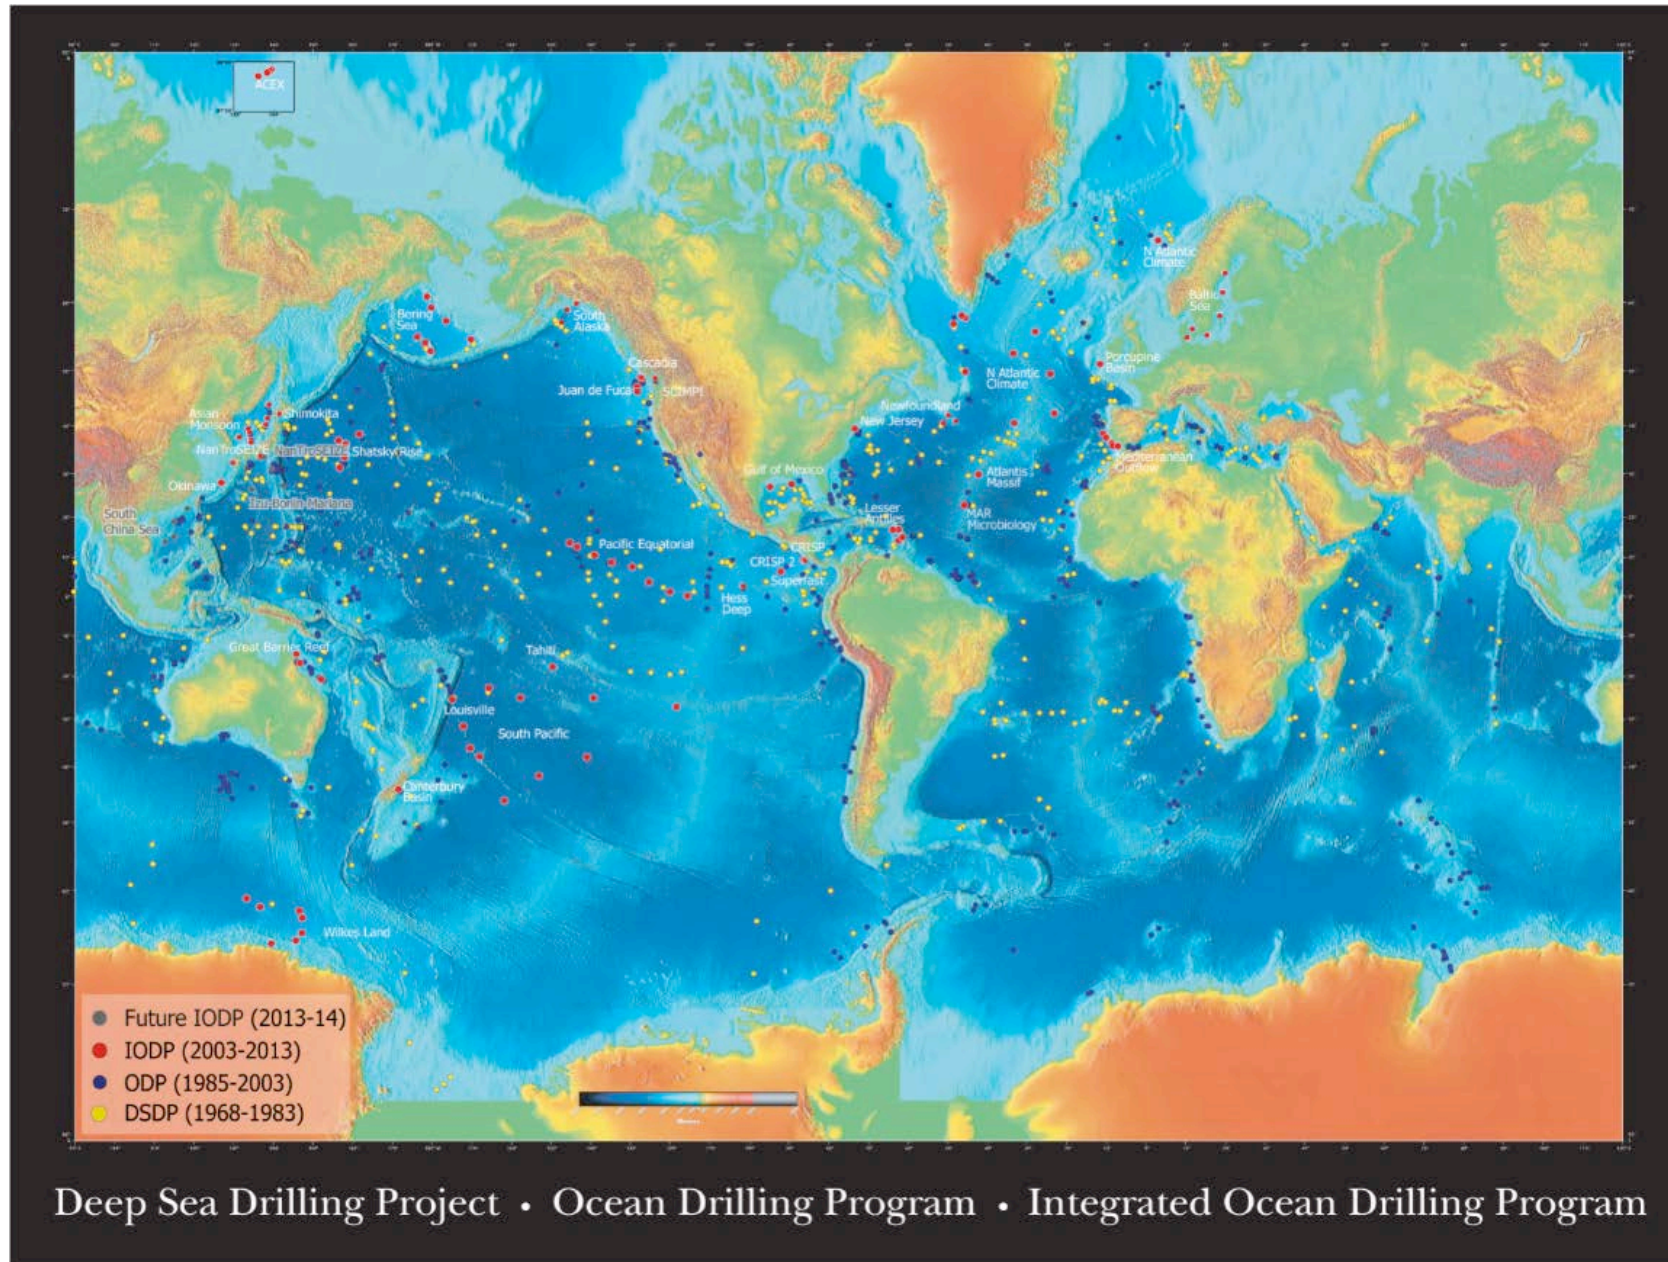 ACEX
N Atlantic
Climate
Baltic
Sea
Bering
Sea
South
Alaska
Porcupine
Basin
Cascadia
Juan de Fuca
SCIMPI
N Atlantic
Climate
Asian
Monsoon
Shimokita
Newfoundland
New Jersey
NanTroSEIZE
NanTroSEIZE
Shatsky Rise
Mediterranean
Outflow
Gulf of Mexico
Atlantis
Massif
Okinawa
Izu-Bonin-Mariana
South
China Sea
Lesser
Antilles
MAR
Microbiology
Pacific Equatorial
CRISP
CRISP 2
Superfast
Hess
Deep
Great Barrier Reef
Tahiti
Louisville
South Pacific
Canterbury
Basin
Wilkes Land
Future IODP (2013-14)
IODP (2003-2013)
ODP (1985-2003)
DSDP (1968-1983)
Deep Sea Drilling Project • Ocean Drilling Program • Integrated Ocean Drilling Program